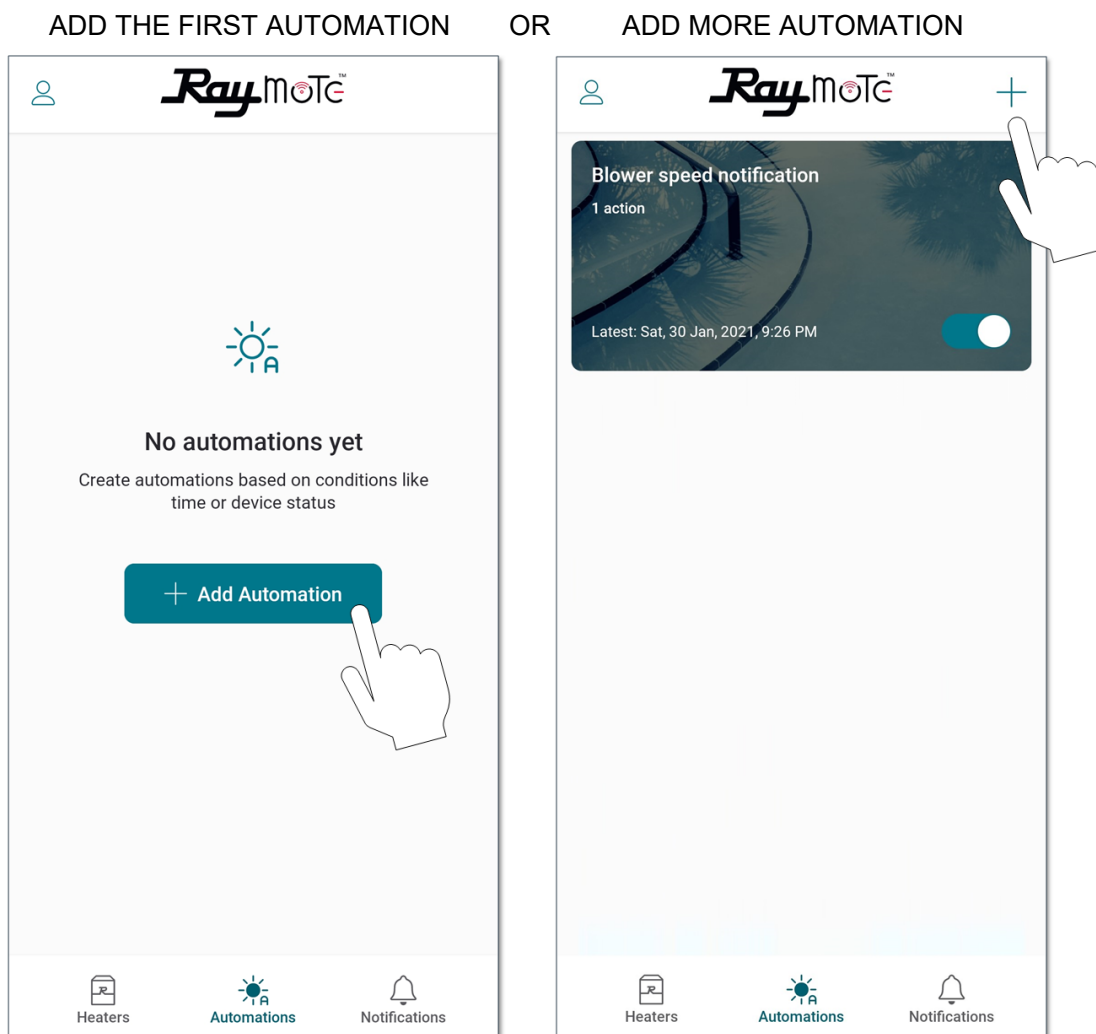 ADD THE FIRST AUTOMATION OR ADD MORE AUTOMATION
RaymoTe™
No automations yet
Create automations based on conditions like
time or device status
Add Automation
Heaters Automations Notifications
RaymoTe™
Blower speed notification
1 action
Latest: Sat, 30 Jan, 2021, 9:26 PM
Heaters Automations Notifications